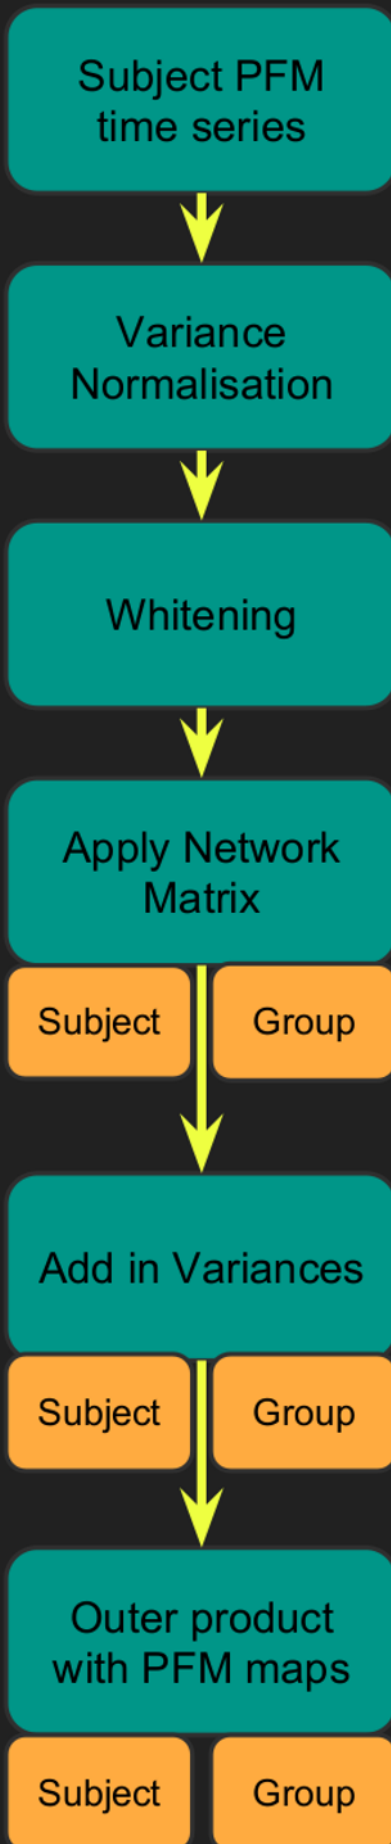 Subject PFM
time series
Variance
Normalisation
Whitening
Apply Network
Matrix
Subject Group
Add in Variances
Subject Group
Outer product
with PFM maps
Subject Group